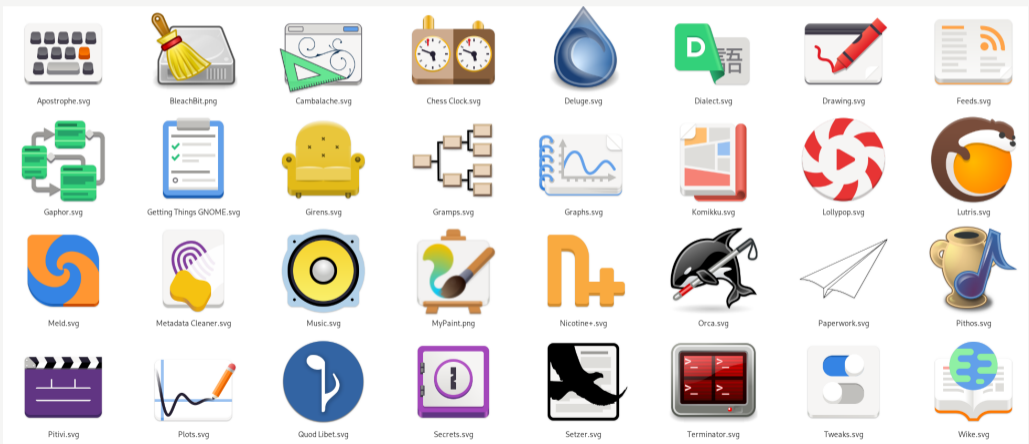 Apostrophe.svg
BleachBit.png
Cambalache.svg
Chess Clock.svg
Deluge.svg
D 語
Dialect.svg
Drawing.svg
Feeds.svg
Gaphor.svg
Getting Things GNOME.svg
Girens.svg
Gramps.svg
Graphs.svg
Komikku.svg
Lollypop.svg
Lutris.svg
Meld.svg
Metadata Cleaner.svg
Music.svg
MyPaint.png
n+
Nicotine+.svg
Orca.svg
Paperwork.svg
Pithos.svg
Pitivi.svg
Plots.svg
Quod Libet.svg
Secrets.svg
Setzer.svg
>_ >_
>_ >_
Terminator.svg
Tweaks.svg
Wike.svg